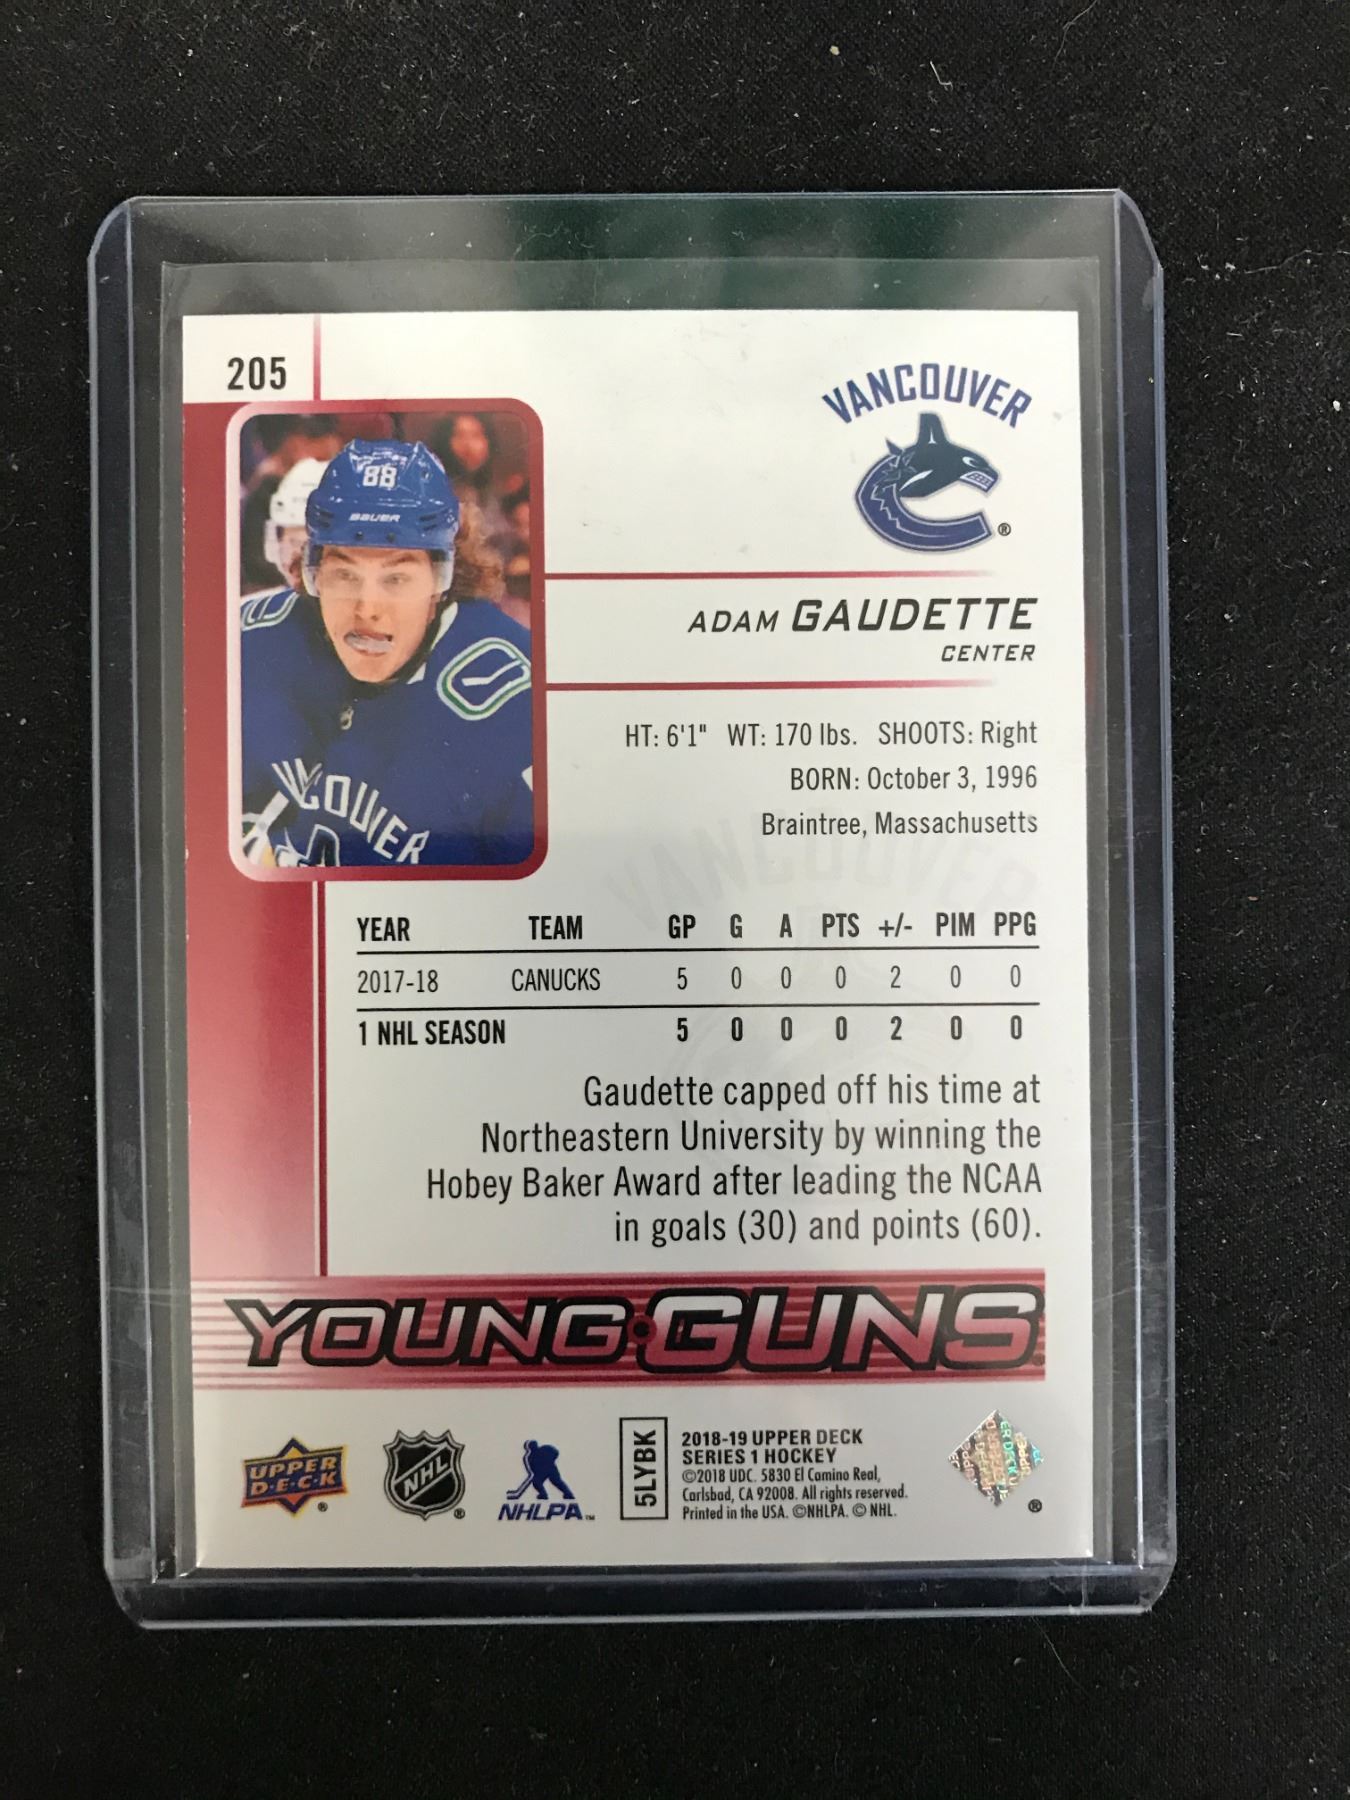 205
VANCOUVER
®
88
BAUER
VANCOUVER
ADAM GAUDETTE
CENTER
HT: 6'1" WT: 170 lbs. SHOOTS: Right
BORN: October 3, 1996
Braintree, Massachusetts
VANCOUVER
YEAR TEAM GP G A PTS +/- PIM PPG
2017-18 CANUCKS 5 0 0 0 2 0 0
1 NHL SEASON 5 0 0 0 2 0 0
Gaudette capped off his time at
Northeastern University by winning the
Hobey Baker Award after leading the NCAA
in goals (30) and points (60).
YOUNG GUNS
UPPER
D·E·C·K
®
NHL
®
NHLPA™
5LYBK
2018-19 UPPER DECK
SERIES 1 HOCKEY
©2018 UDC. 5830 El Camino Real,
Carlsbad, CA 92008. All rights reserved.
Printed in the USA. ©NHLPA. © NHL.
®